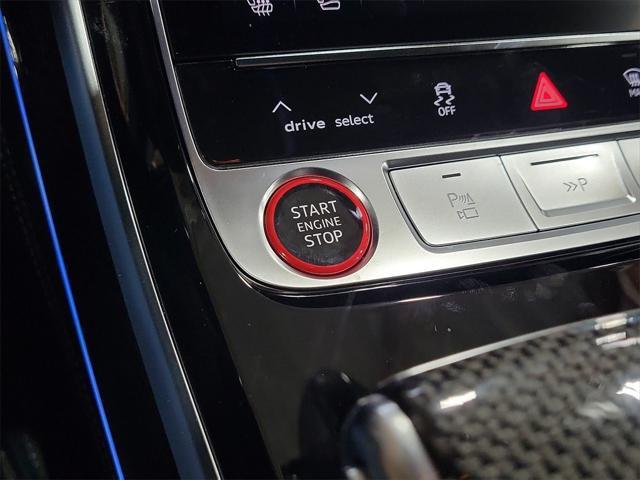 drive select
OFF
START
ENGINE
STOP
P
>>P